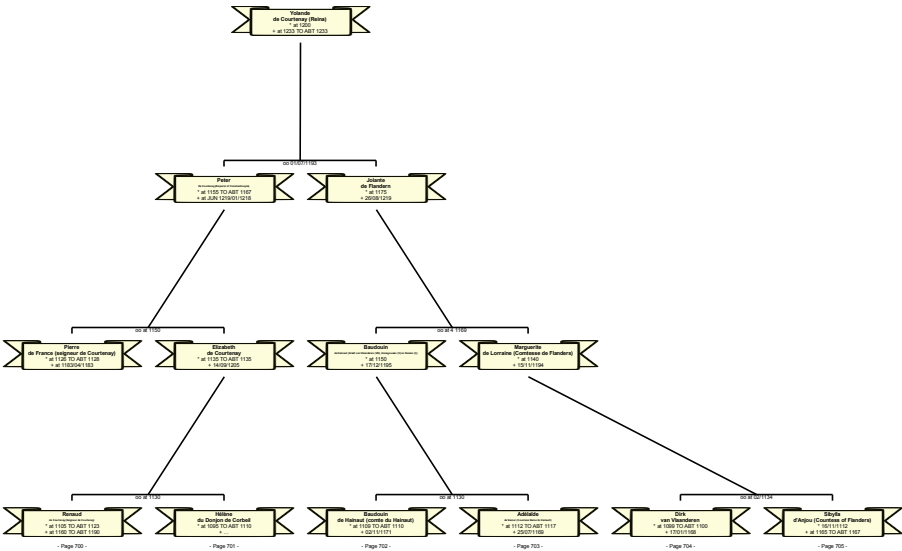 Yolande
de Courtenay (Reina)
* at 1200
+ at 1233 TO ABT 1233
oo 01/07/1193
Peter
* at 1155 TO ABT 1167
+ at JUN 1219/01/1218
Jolante
de Flandern
* at 1175
+ 26/08/1219
oo at 1150
oo at 4 1169
Pierre
de France (seigneur de Courtenay)
* at 1126 TO ABT 1128
+ at 1183/04/1183
Elizabeth
de Courtenay
* at 1135 TO ABT 1135
+ 14/09/1205
Baudouin
* at 1150
+ 17/12/1195
Marguerite
de Lorraine (Comtesse de Flanders)
* at 1140
+ 15/11/1194
oo at 1130
oo at 1130
oo at 02/1134
Renaud
* at 1105 TO ABT 1123
+ at 1160 TO ABT 1190
Hélène
du Donjon de Corbeil
* at 1095 TO ABT 1110
+ ...
Baudouin
de Hainaut (comte du Hainaut)
* at 1109 TO ABT 1110
+ 02/11/1171
Adélaïde
* at 1112 TO ABT 1117
+ 25/07/1169
Dirk
van Vlaanderen
* at 1099 TO ABT 1100
+ 17/01/1168
Sibylla
d'Anjou (Countess of Flanders)
* 16/11/1112
+ at 1165 TO ABT 1167
- Page 700 -
- Page 701 -
- Page 702 -
- Page 703 -
- Page 704 -
- Page 705 -